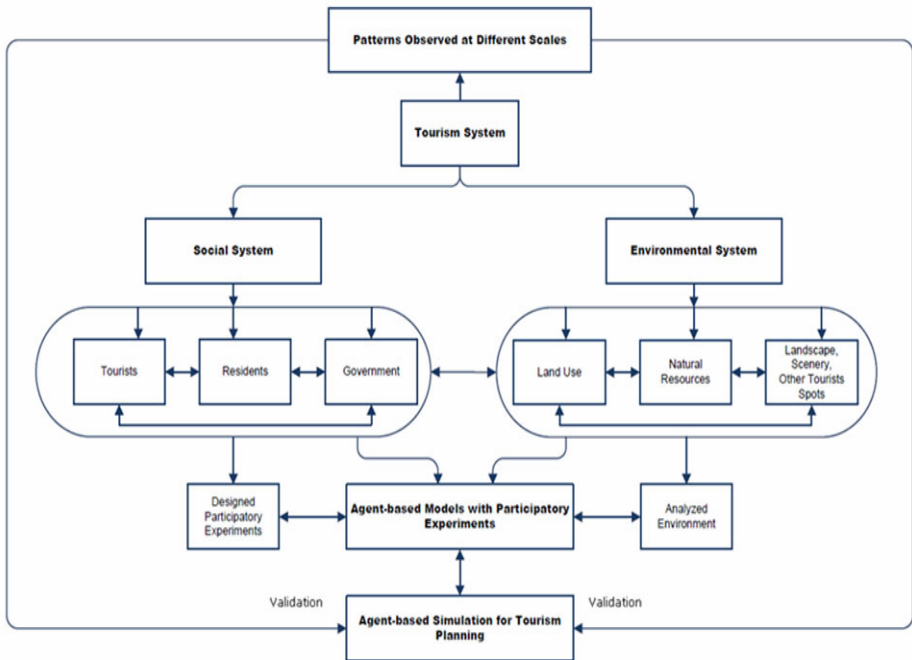 Patterns Observed at Different Scales
Tourism System
Social System
Environmental System
Tourists
Residents
Government
Land Use
Natural
Resources
Landscape,
Scenery,
Other Tourists
Spots
Designed
Participatory
Experiments
Agent-based Models with Participatory
Experiments
Analyzed
Environment
Validation
Validation
Agent-based Simulation for Tourism
Planning